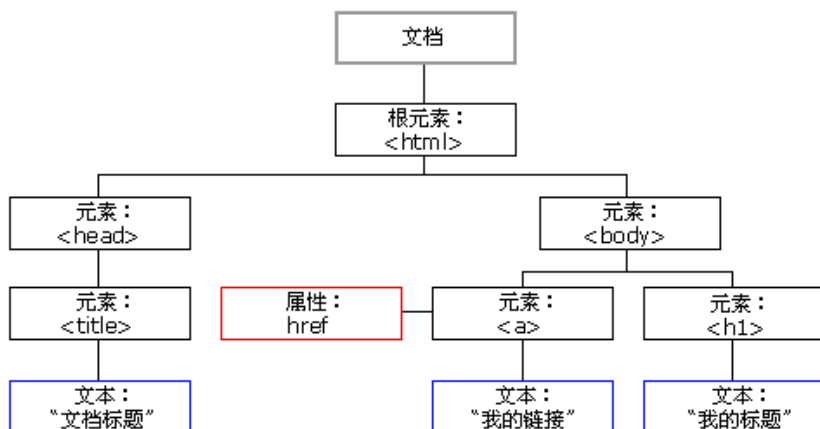 文档
根元素：
<html>
元素：
<head>
元素：
<body>
元素：
<title>
属性：
href
元素：
<a>
元素：
<h1>
文本：
“文档标题”
文本：
“我的链接”
文本：
“我的标题”